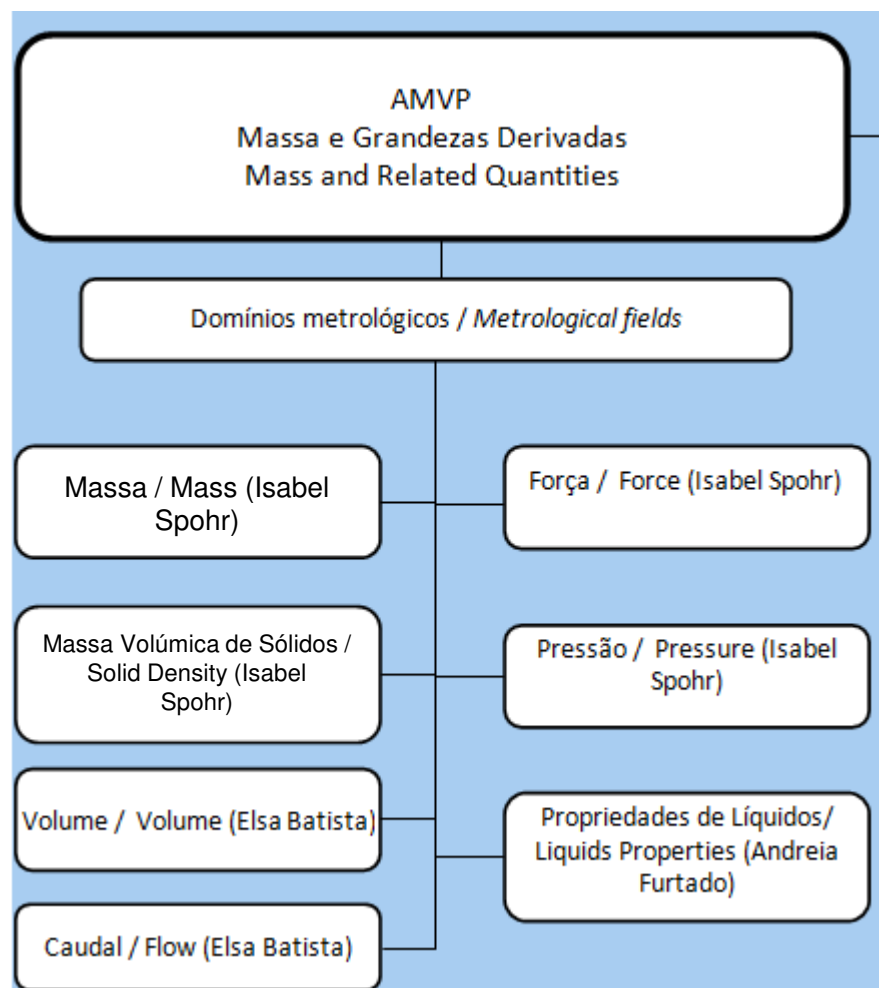 AMVP
Massa e Grandezas Derivadas
Mass and Related Quantities
Domínios metrológicos / Metrological fields
Massa / Mass (Isabel
Spohr)
Força / Force (Isabel Spohr)
Massa Volúmica de Sólidos /
Solid Density (Isabel
Spohr)
Pressão / Pressure (Isabel
Spohr)
Volume / Volume (Elsa Batista)
Propriedades de Líquidos/
Liquids Properties (Andreia
Furtado)
Caudal / Flow (Elsa Batista)